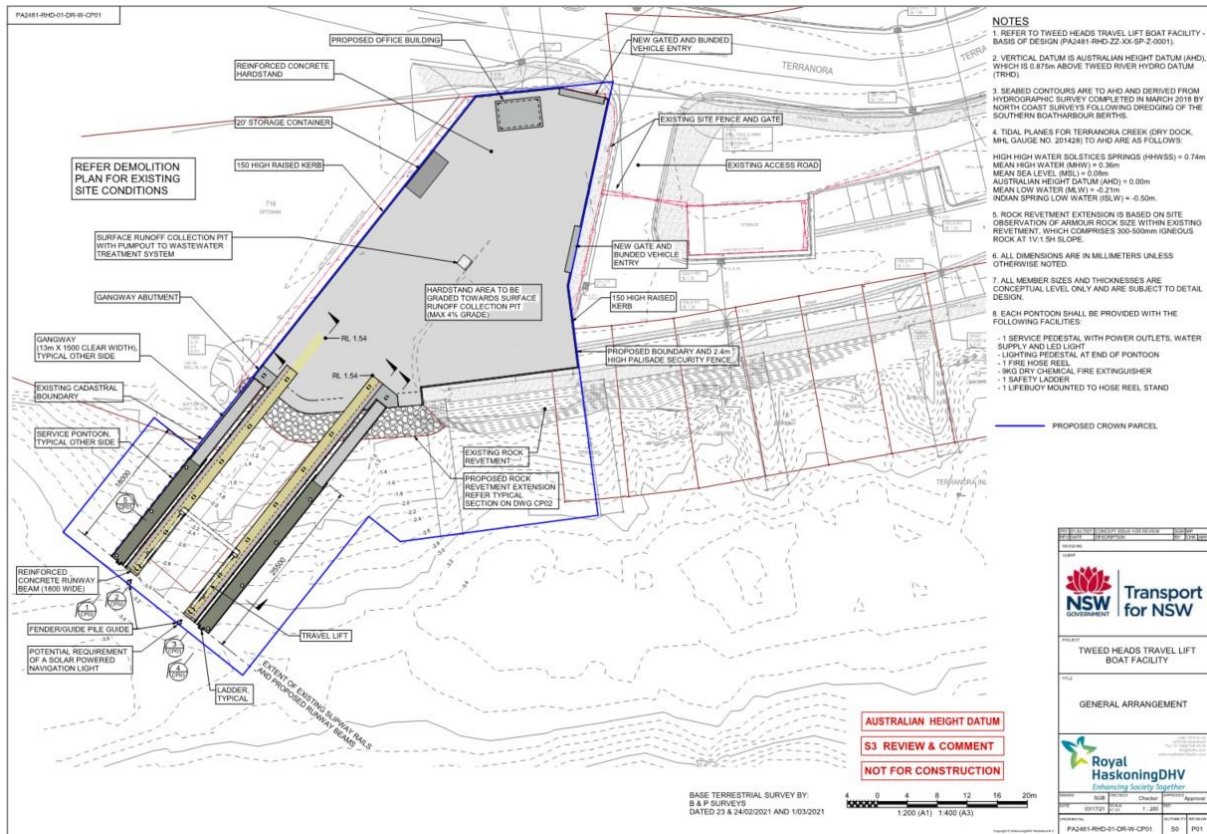 PA2481-RHD-01-DR-W-CP01
PROPOSED OFFICE BUILDING
NEW GATED AND BUNDED
VEHICLE ENTRY
REINFORCED CONCRETE
HARDSTAND
TERRANORA
20' STORAGE CONTAINER
EXISTING SITE FENCE AND GATE
REFER DEMOLITION
PLAN FOR EXISTING
SITE CONDITIONS
150 HIGH RAISED KERB
EXISTING ACCESS ROAD
716
SURFACE RUNOFF COLLECTION PIT
WITH PUMPOUT TO WASTEWATER
TREATMENT SYSTEM
NEW GATE AND
BUNDED VEHICLE
ENTRY
GANGWAY ABUTMENT
HARDSTAND AREA TO BE
GRADED TOWARDS SURFACE
RUNOFF COLLECTION PIT
(MAX 4% GRADE)
150 HIGH RAISED
KERB
GANGWAY
(13m X 1500 CLEAR WIDTH),
TYPICAL OTHER SIDE
RL 1.54
PROPOSED BOUNDARY AND 2.4m
HIGH PALISADE SECURITY FENCE
RL 1.54
EXISTING CADASTRAL
BOUNDARY
SERVICE PONTOON,
TYPICAL OTHER SIDE
EXISTING ROCK
REVETMENT
18000
PROPOSED ROCK
REVETMENT EXTENSION
REFER TYPICAL
SECTION ON DWG CP02
25500
REINFORCED
CONCRETE RUNWAY
BEAM (1800 WIDE)
FENDER/GUIDE PILE GUIDE
TRAVEL LIFT
POTENTIAL REQUIREMENT
OF A SOLAR POWERED
NAVIGATION LIGHT
LADDER,
TYPICAL
EXTENT OF EXISTING SLIPWAY RAILS
AND PROPOSED RUNWAY BEAMS
AUSTRALIAN HEIGHT DATUM
S3 REVIEW & COMMENT
NOT FOR CONSTRUCTION
BASE TERRESTRIAL SURVEY BY:
B & P SURVEYS
DATED 23 & 24/02/2021 AND 1/03/2021
4 0 4 8 12 16 20m
1:200 (A1) 1:400 (A3)
NOTES
1. REFER TO TWEED HEADS TRAVEL LIFT BOAT FACILITY -
BASIS OF DESIGN (PA2481-RHD-ZZ-XX-SP-Z-0001).
2. VERTICAL DATUM IS AUSTRALIAN HEIGHT DATUM (AHD),
WHICH IS 0.875m ABOVE TWEED RIVER HYDRO DATUM
(TRHD).
3. SEABED CONTOURS ARE TO AHD AND DERIVED FROM
HYDROGRAPHIC SURVEY COMPLETED IN MARCH 2018 BY
NORTH COAST SURVEYS FOLLOWING DREDGING OF THE
SOUTHERN BOATHARBOUR BERTHS.
4. TIDAL PLANES FOR TERRANORA CREEK (DRY DOCK,
MHL GAUGE NO. 201428) TO AHD ARE AS FOLLOWS:
HIGH HIGH WATER SOLSTICES SPRINGS (HHWSS) = 0.74m
MEAN HIGH WATER (MHW) = 0.36m
MEAN SEA LEVEL (MSL) = 0.08m
AUSTRALIAN HEIGHT DATUM (AHD) = 0.00m
MEAN LOW WATER (MLW) = -0.21m
INDIAN SPRING LOW WATER (ISLW) = -0.50m.
5. ROCK REVETMENT EXTENSION IS BASED ON SITE
OBSERVATION OF ARMOUR ROCK SIZE WITHIN EXISTING
REVETMENT, WHICH COMPRISES 300-500mm IGNEOUS
ROCK AT 1V:1.5H SLOPE.
6. ALL DIMENSIONS ARE IN MILLIMETERS UNLESS
OTHERWISE NOTED.
7. ALL MEMBER SIZES AND THICKNESSES ARE
CONCEPTUAL LEVEL ONLY AND ARE SUBJECT TO DETAIL
DESIGN.
8. EACH PONTOON SHALL BE PROVIDED WITH THE
FOLLOWING FACILITIES:
- 1 SERVICE PEDESTAL WITH POWER OUTLETS, WATER
SUPPLY AND LED LIGHT
- LIGHTING PEDESTAL AT END OF PONTOON
- 1 FIRE HOSE REEL
- 9KG DRY CHEMICAL FIRE EXTINGUISHER
- 1 SAFETY LADDER
- 1 LIFEBUOY MOUNTED TO HOSE REEL STAND
PROPOSED CROWN PARCEL
NSW
GOVERNMENT
Transport
for NSW
TWEED HEADS TRAVEL LIFT
BOAT FACILITY
GENERAL ARRANGEMENT
Royal
HaskoningDHV
Enhancing Society Together
SGB
Checker
Approver
1 : 200
PA2481-RHD-01-DR-W-CP01
S0
P01